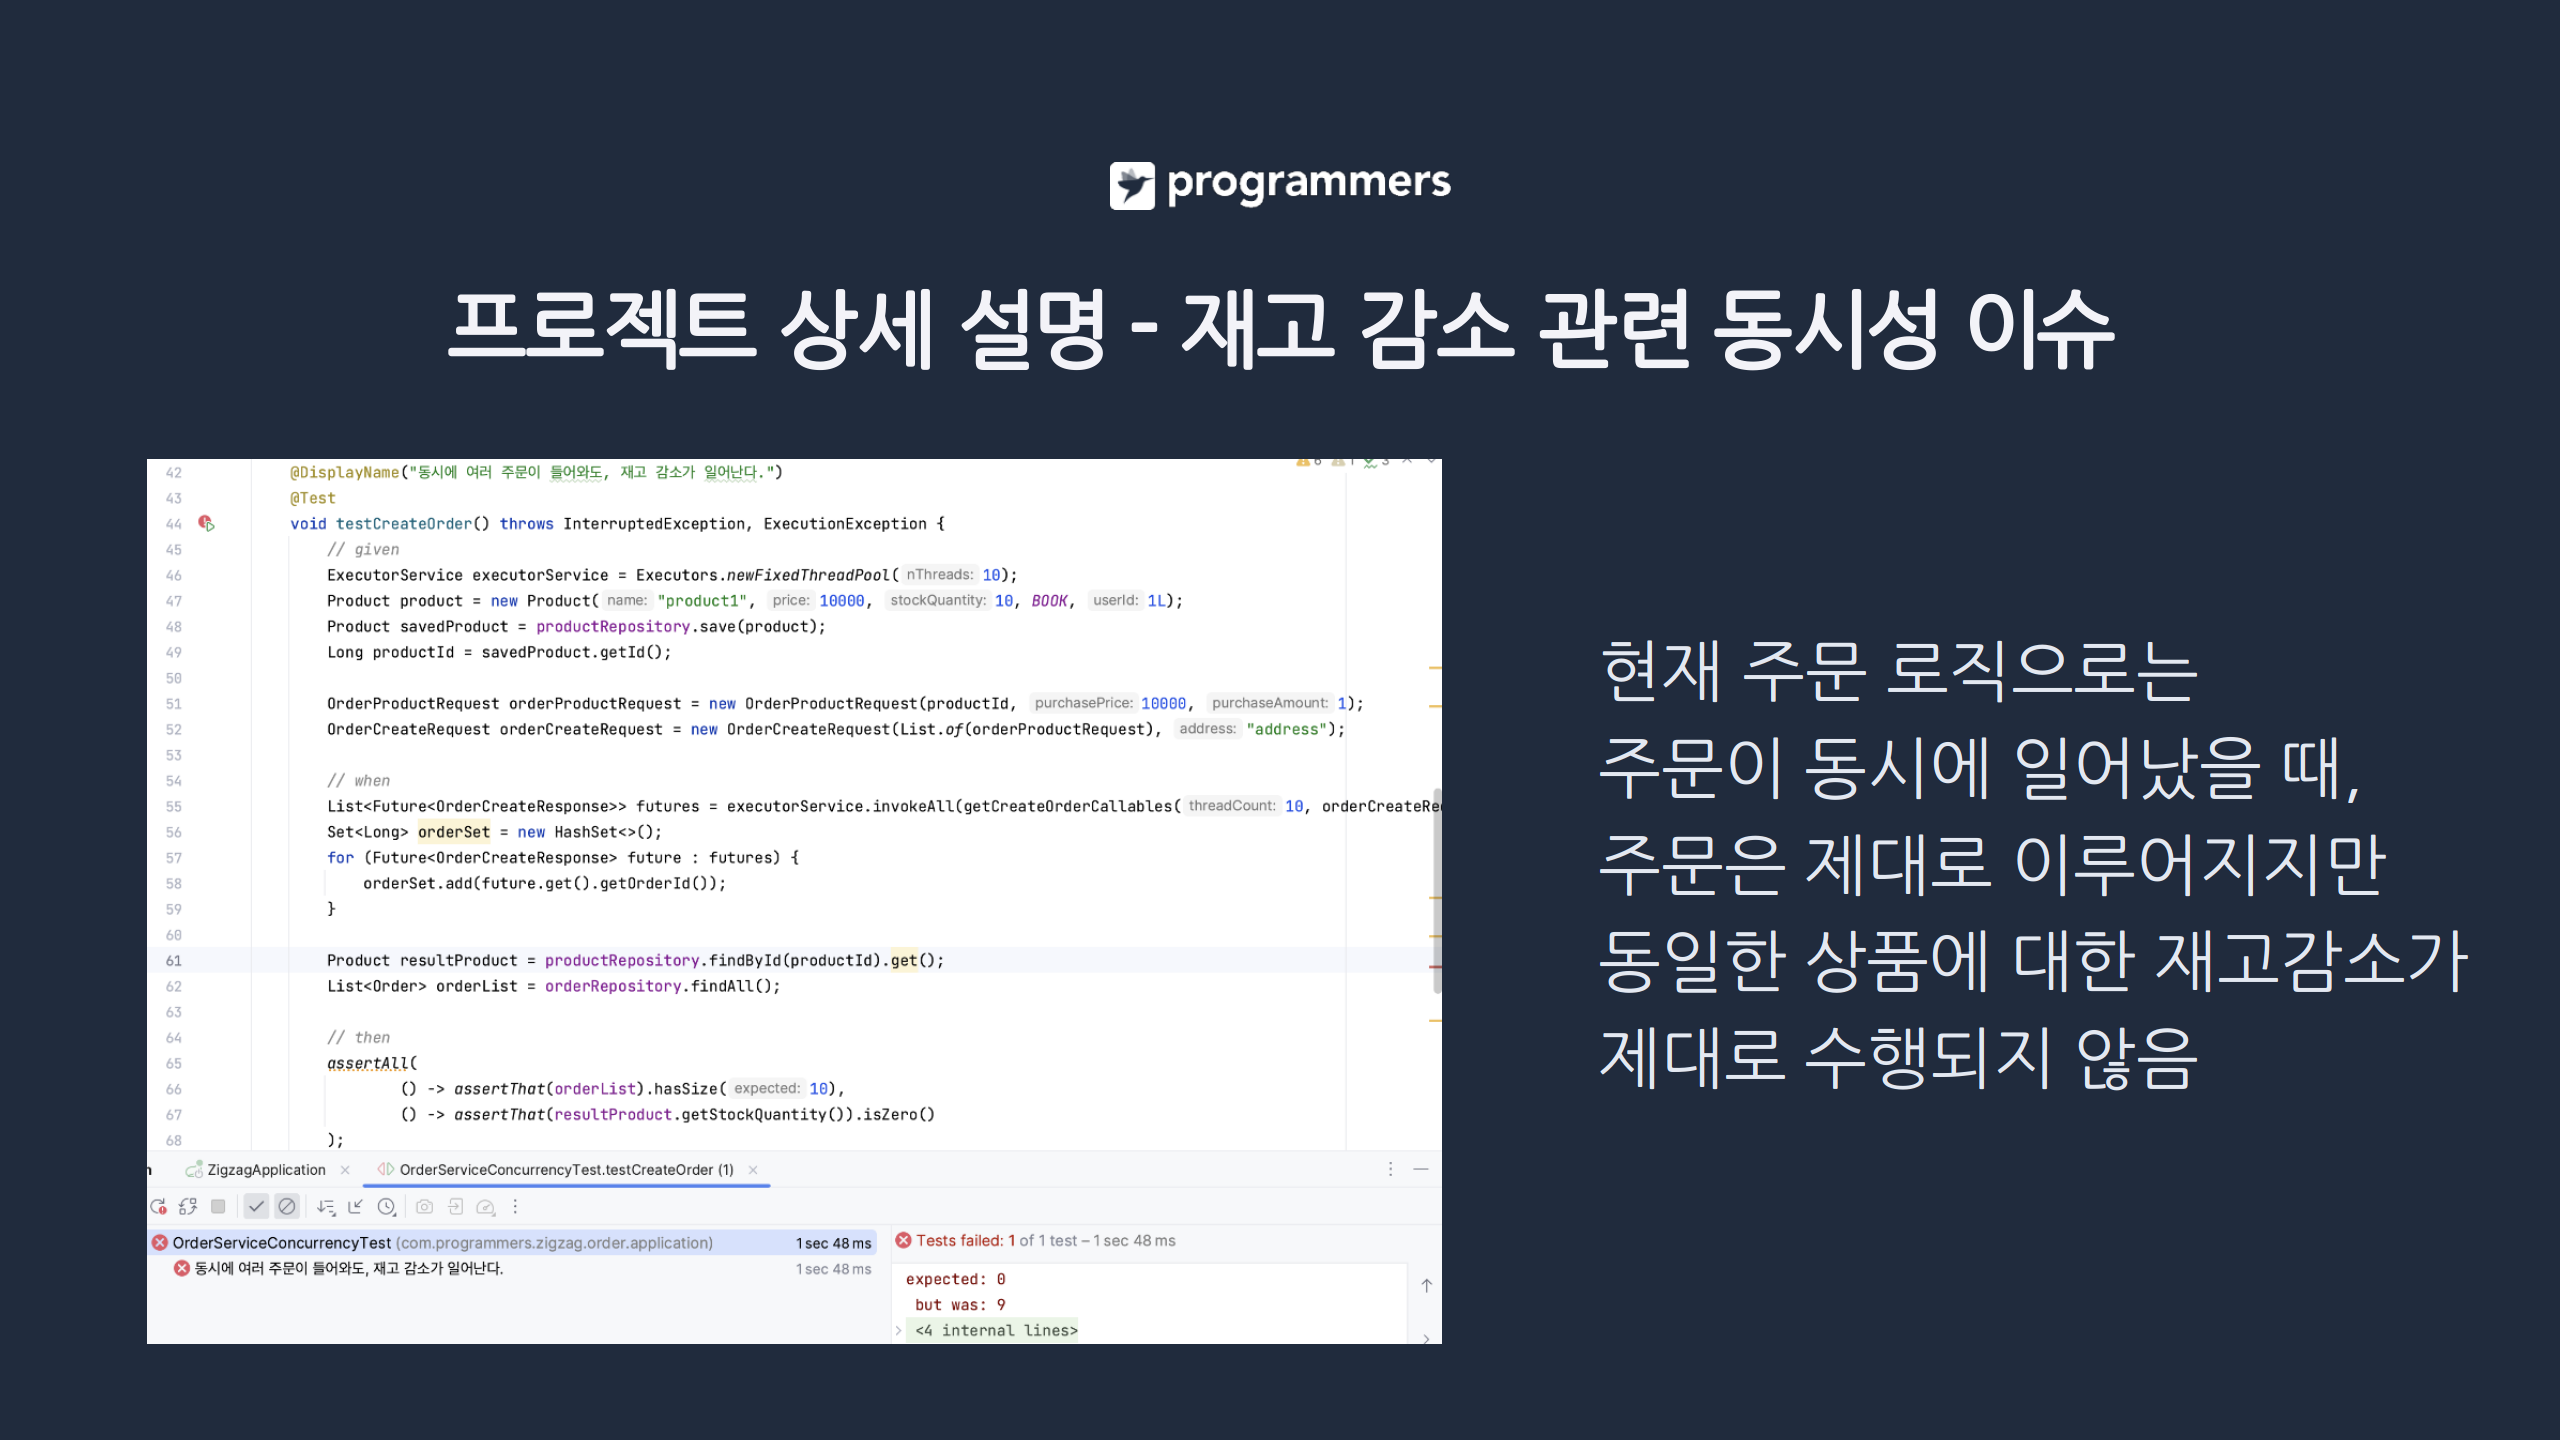 programmers
프로젝트 상세 설명 - 재고 감소 관련 동시성 이슈
42 @DisplayName("동시에 여러 주문이 들어와도, 재고 감소가 일어난다.")
43 @Test
44 void testCreateOrder() throws InterruptedException, ExecutionException {
45 // given
46 ExecutorService executorService = Executors.newFixedThreadPool( nThreads: 10);
47 Product product = new Product( name: "product1", price: 10000, stockQuantity: 10, BOOK, userId: 1L);
48 Product savedProduct = productRepository.save(product);
49 Long productId = savedProduct.getId();
50
51 OrderProductRequest orderProductRequest = new OrderProductRequest(productId, purchasePrice: 10000, purchaseAmount: 1);
52 OrderCreateRequest orderCreateRequest = new OrderCreateRequest(List.of(orderProductRequest), address: "address");
53
54 // when
55 List<Future<OrderCreateResponse>> futures = executorService.invokeAll(getCreateOrderCallables( threadCount: 10, orderCreateRe
56 Set<Long> orderSet = new HashSet<>();
57 for (Future<OrderCreateResponse> future : futures) {
58 orderSet.add(future.get().getOrderId());
59 }
60
61 Product resultProduct = productRepository.findById(productId).get();
62 List<Order> orderList = orderRepository.findAll();
63
64 // then
65 assertAll(
66 () -> assertThat(orderList).hasSize( expected: 10),
67 () -> assertThat(resultProduct.getStockQuantity()).isZero()
68 );
ZigzagApplication OrderServiceConcurrencyTest.testCreateOrder (1)
OrderServiceConcurrencyTest (com.programmers.zigzag.order.application) 1 sec 48 ms
동시에 여러 주문이 들어와도, 재고 감소가 일어난다. 1 sec 48 ms
Tests failed: 1 of 1 test – 1 sec 48 ms
expected: 0
but was: 9
<4 internal lines>
현재 주문 로직으로는
주문이 동시에 일어났을 때,
주문은 제대로 이루어지지만
동일한 상품에 대한 재고감소가
제대로 수행되지 않음